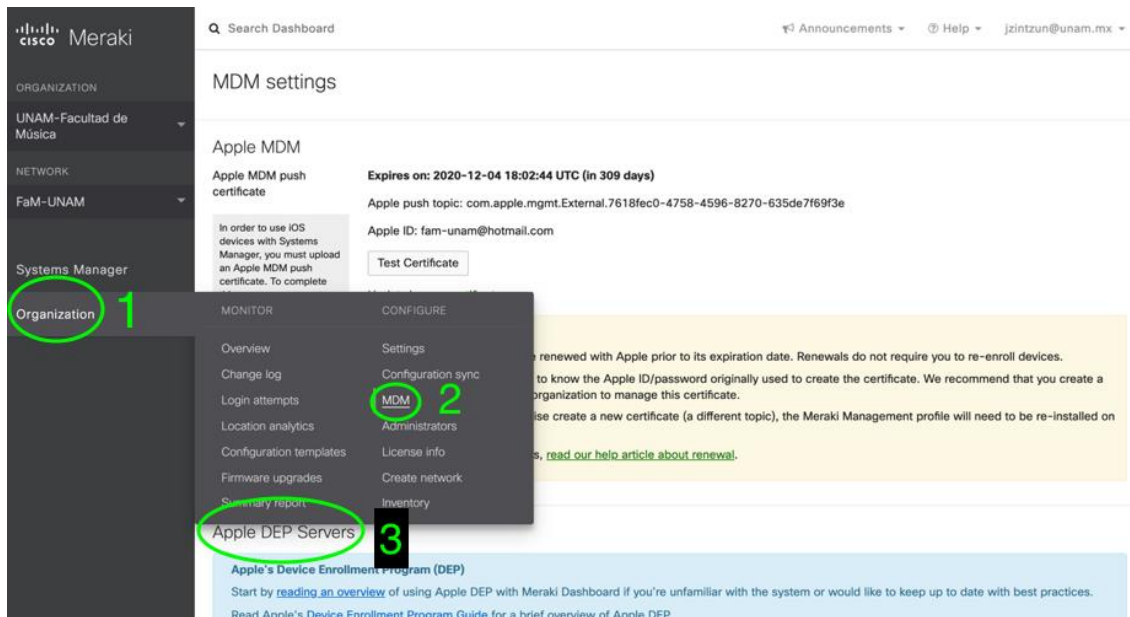 cisco Meraki
Search Dashboard
Announcements
Help
jzintzun@unam.mx
ORGANIZATION
UNAM-Facultad de
Música
NETWORK
FaM-UNAM
Systems Manager
Organization
1
MDM settings
Apple MDM
Apple MDM push
certificate
Expires on: 2020-12-04 18:02:44 UTC (in 309 days)
Apple push topic: com.apple.mgmt.External.7618fec0-4758-4596-8270-635de7f69f3e
Apple ID: fam-unam@hotmail.com
Test Certificate
In order to use iOS
devices with Systems
Manager, you must upload
an Apple MDM push
certificate. To complete
MONITOR
Overview
Change log
Login attempts
Location analytics
Configuration templates
Firmware upgrades
Summary report
CONFIGURE
Settings
Configuration sync
MDM
2
Administrators
License info
Create network
Inventory
renewed with Apple prior to its expiration date. Renewals do not require you to re-enroll devices.
to know the Apple ID/password originally used to create the certificate. We recommend that you create a
organization to manage this certificate.
ise create a new certificate (a different topic), the Meraki Management profile will need to be re-installed on
s, read our help article about renewal.
Apple DEP Servers
3
Apple's Device Enrollment Program (DEP)
Start by reading an overview of using Apple DEP with Meraki Dashboard if you're unfamiliar with the system or would like to keep up to date with best practices.
Read Apple's Device Enrollment Program Guide for a brief overview of Apple DEP